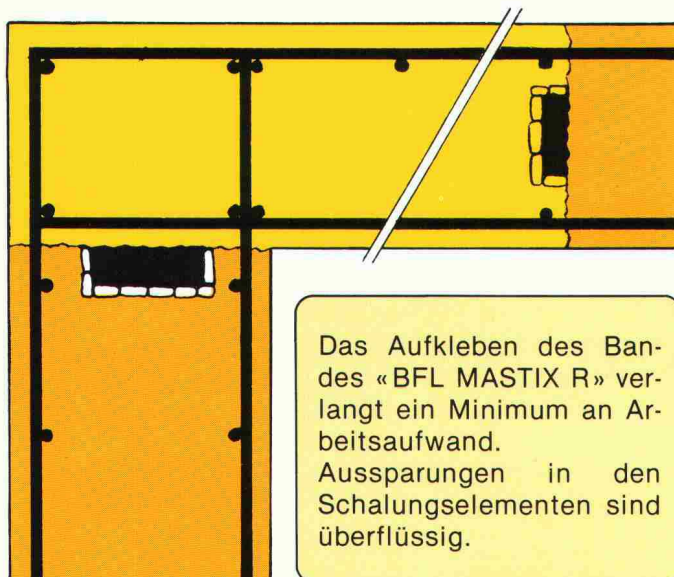 Das Aufkleben des Ban-
des «BFL MASTIX R» ver-
langt ein Minimum an Ar-
beitsaufwand.
Aussparungen in den
Schalungselementen sind
überflüssig.